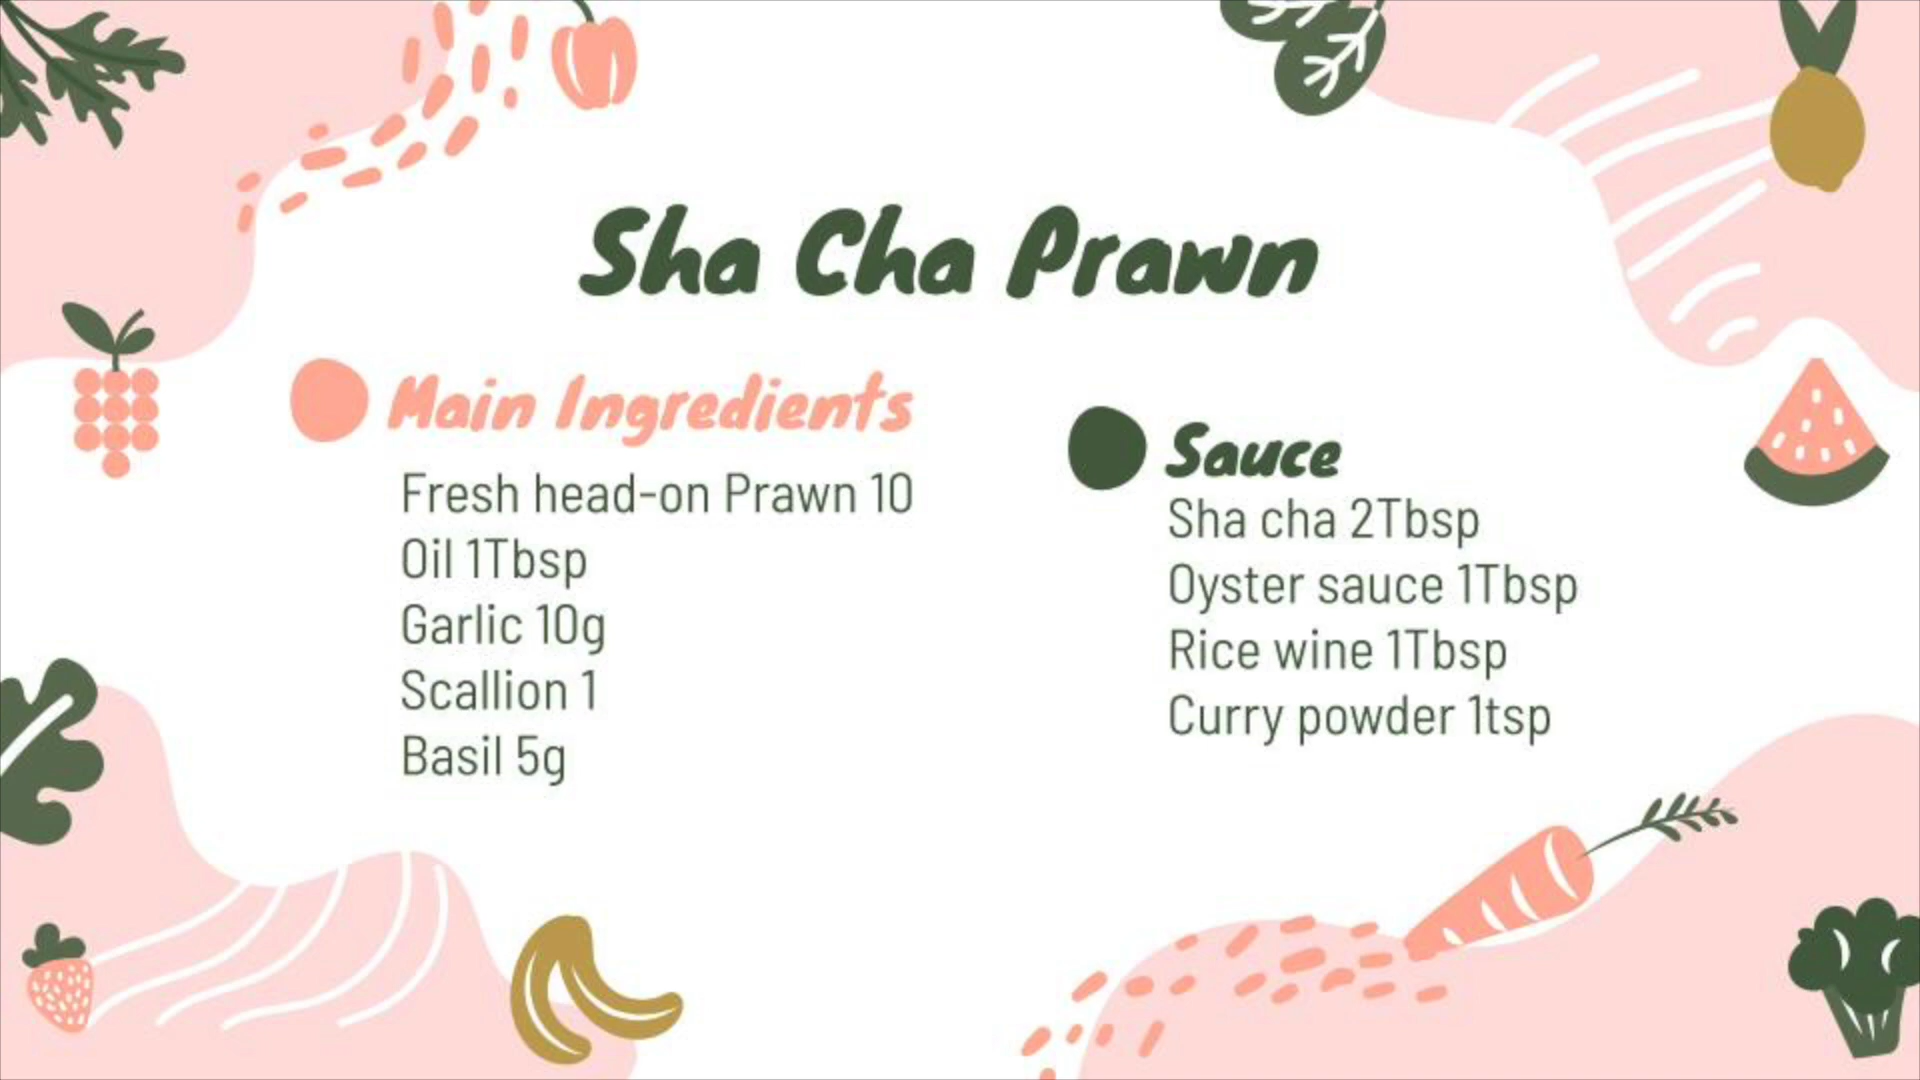 Sha Cha Prawn
Main Ingredients
Fresh head-on Prawn 10
Oil 1Tbsp
Garlic 10g
Scallion 1
Basil 5g
Sauce
Sha cha 2Tbsp
Oyster sauce 1Tbsp
Rice wine 1Tbsp
Curry powder 1tsp